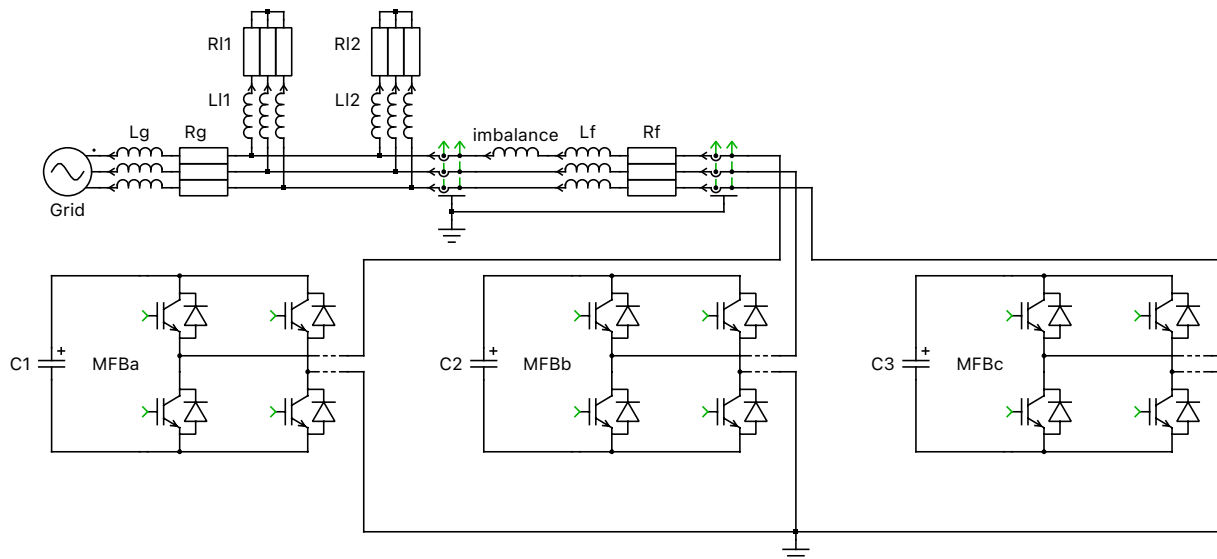 Rl1
Rl2
Ll1
Ll2
Lg
Rg
imbalance
Lf
Rf
Grid
C1
+
MFBa
C2
+
MFBb
C3
+
MFBc